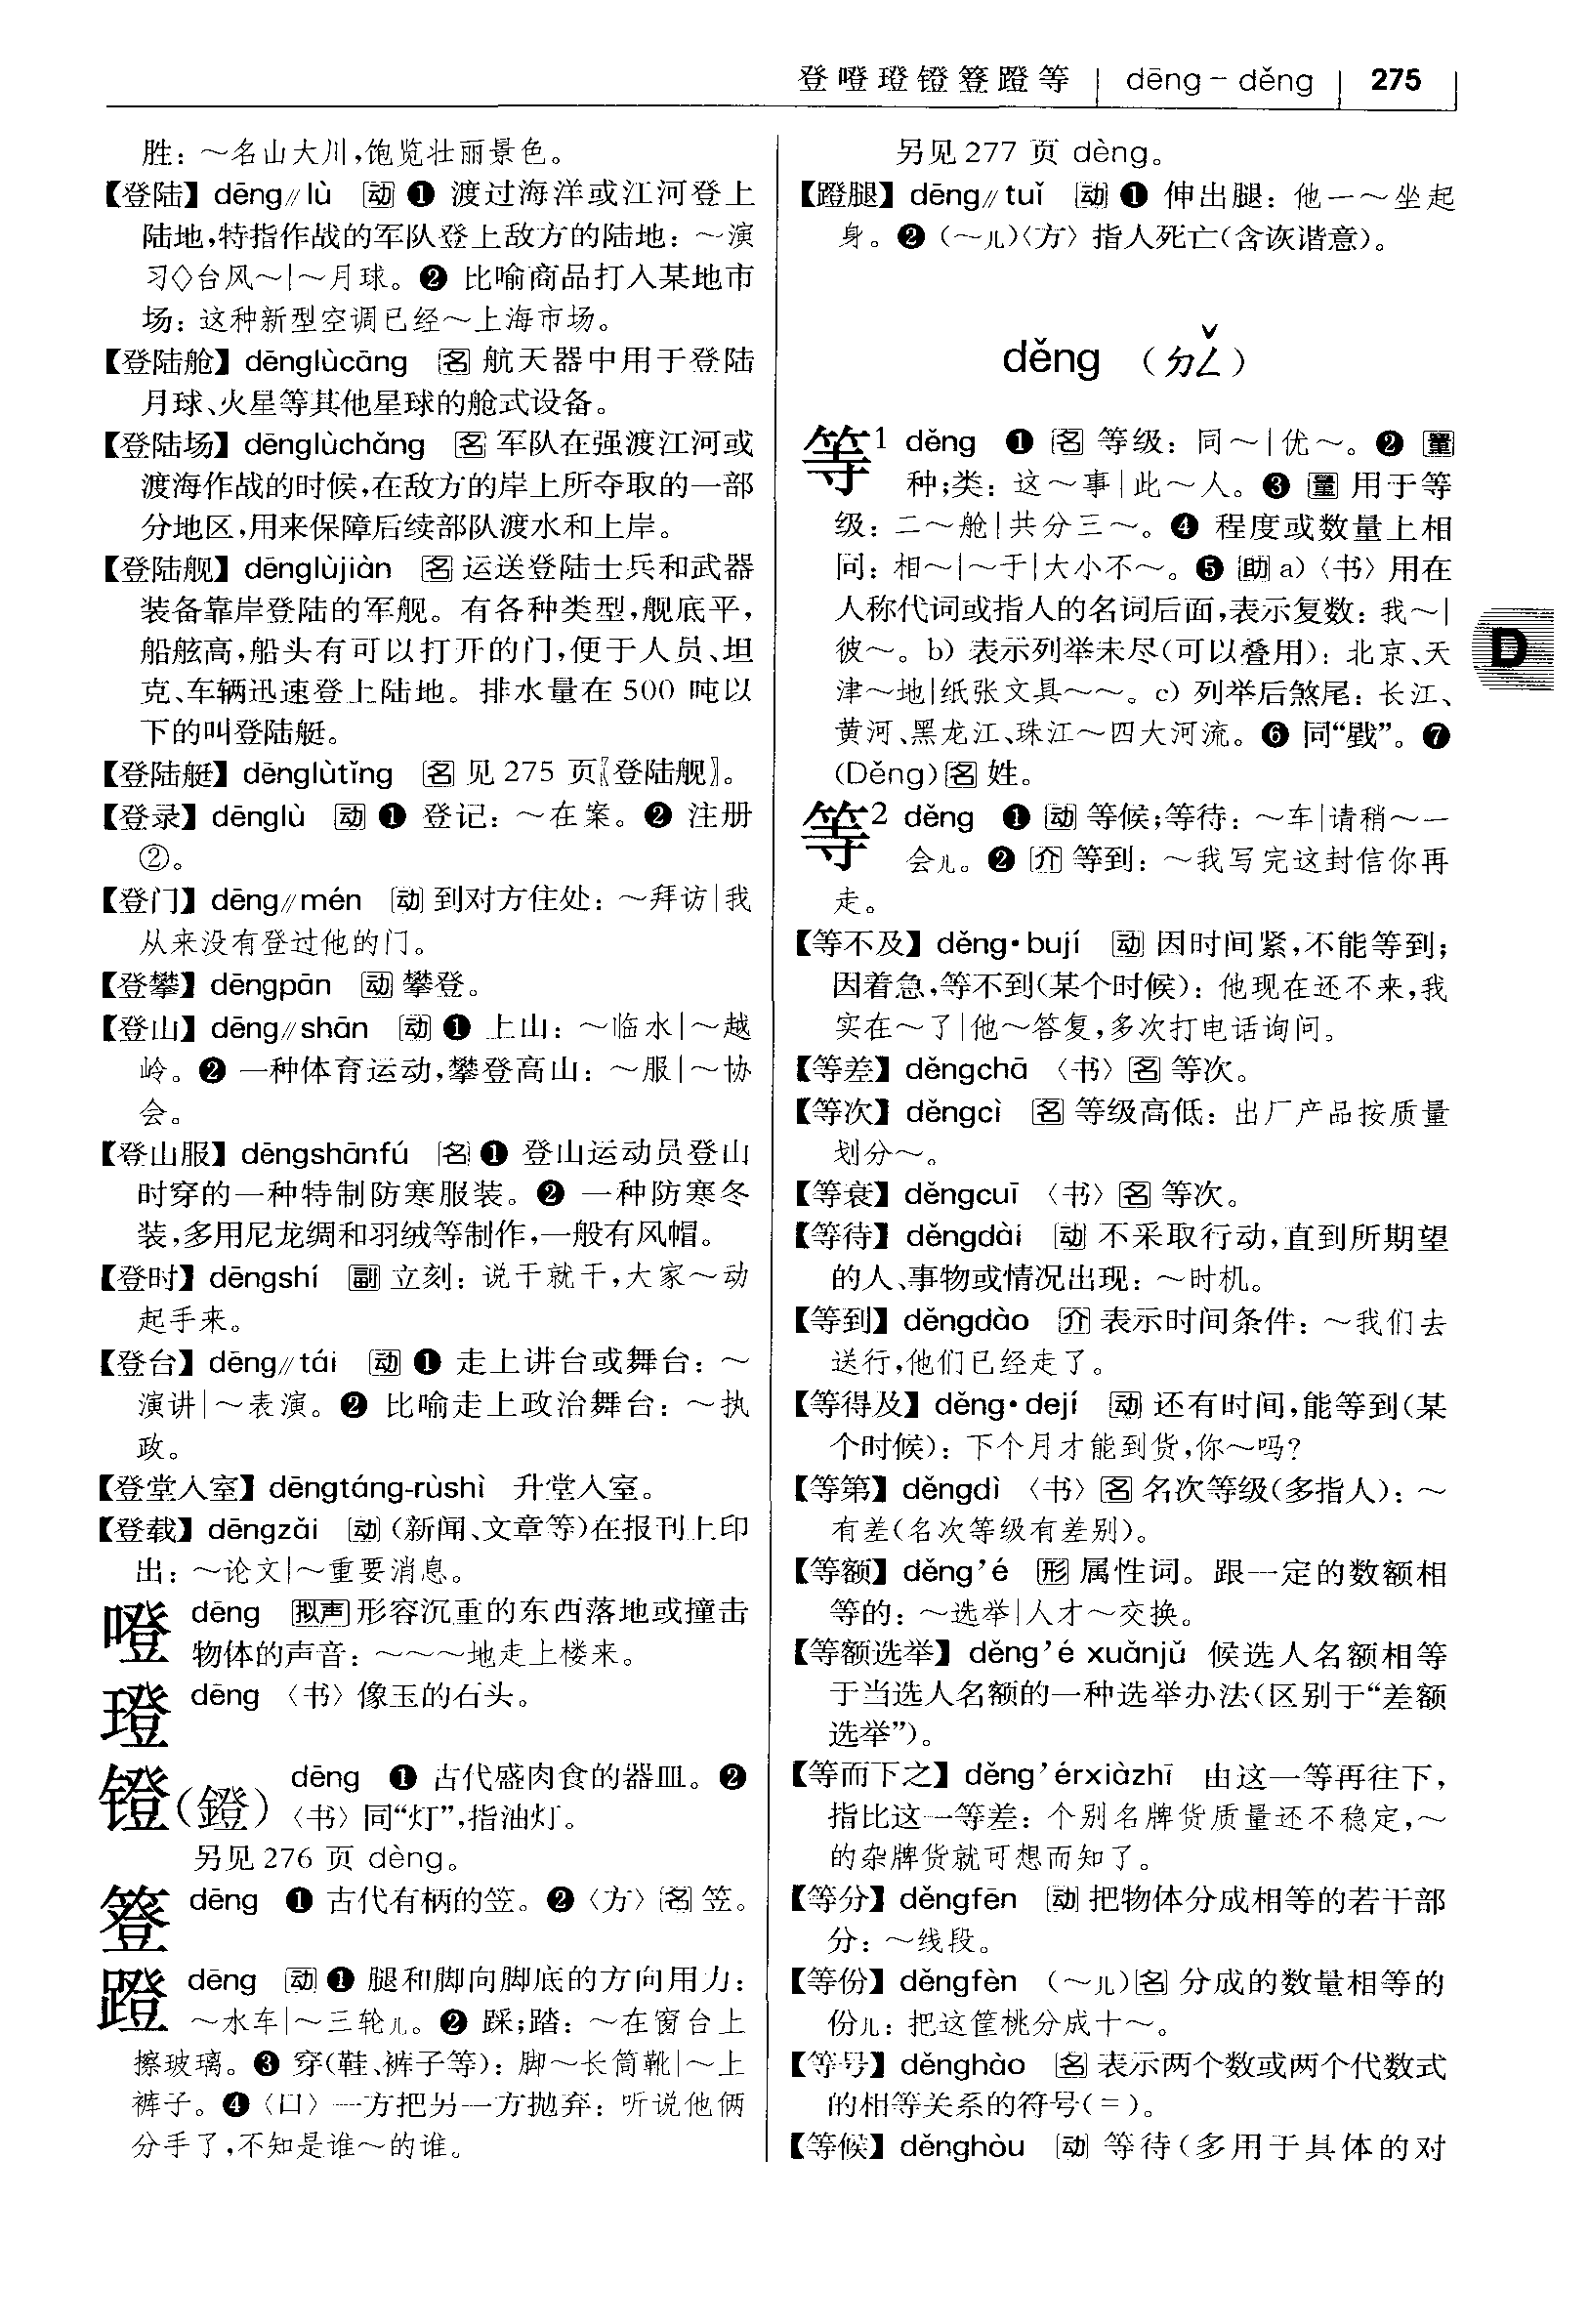 登噔璒镫簦蹬等 | dēng – děng | 275
胜：～名山大川，饱览壮丽景色。
【登陆】dēng∥lù [动] ❶ 渡过海洋或江河登上
陆地，特指作战的军队登上敌方的陆地：～演
习◇台风～|～月球。❷ 比喻商品打入某地市
场：这种新型空调已经～上海市场。
【登陆舱】dēnglùcāng [名] 航天器中用于登陆
月球、火星等其他星球的舱式设备。
【登陆场】dēnglùchǎng [名] 军队在强渡江河或
渡海作战的时候，在敌方的岸上所夺取的一部
分地区，用来保障后续部队渡水和上岸。
【登陆舰】dēnglùjiàn [名] 运送登陆士兵和武器
装备靠岸登陆的军舰。有各种类型，舰底平，
船舷高，船头有可以打开的门，便于人员、坦
克、车辆迅速登上陆地。排水量在 500 吨以
下的叫登陆艇。
【登陆艇】dēnglùtǐng [名] 见 275 页〖登陆舰〗。
【登录】dēnglù [动] ❶ 登记：～在案。❷ 注册
②。
【登门】dēng∥mén [动] 到对方住处：～拜访|我
从来没有登过他的门。
【登攀】dēngpān [动] 攀登。
【登山】dēng∥shān [动] ❶ 上山：～临水|～越
岭。❷ 一种体育运动，攀登高山：～服|～协
会。
【登山服】dēngshānfú [名] ❶ 登山运动员登山
时穿的一种特制防寒服装。❷ 一种防寒冬
装，多用尼龙绸和羽绒等制作，一般有风帽。
【登时】dēngshí [副] 立刻：说干就干，大家～动
起手来。
【登台】dēng∥tái [动] ❶ 走上讲台或舞台：～
演讲|～表演。❷ 比喻走上政治舞台：～执
政。
【登堂入室】dēngtáng-rùshì 升堂入室。
【登载】dēngzǎi [动]（新闻、文章等）在报刊上印
出：～论文|～重要消息。
噔 dēng [拟声] 形容沉重的东西落地或撞击
物体的声音：～～～地走上楼来。
璒 dēng〈书〉像玉的石头。
镫（鐙） dēng ❶ 古代盛肉食的器皿。❷
〈书〉同“灯”，指油灯。
另见 276 页 dèng。
簦 dēng ❶ 古代有柄的笠。❷〈方〉[名] 笠。
蹬 dēng [动] ❶ 腿和脚向脚底的方向用力：
～水车|～三轮儿。❷ 踩；踏：～在窗台上
擦玻璃。❸ 穿（鞋、裤子等）：脚～长筒靴|～上
裤子。❹〈口〉一方把另一方抛弃：听说他俩
分手了，不知是谁～的谁。
另见 277 页 dèng。
【蹬腿】dēng∥tuǐ [动] ❶ 伸出腿：他一～坐起
身。❷（～儿）〈方〉指人死亡（含诙谐意）。
děng （ㄉㄥˇ）
等1 děng ❶ [名] 等级：同～|优～。❷ [量]
种；类：这～事|此～人。❸ [量] 用于等
级：二～舱|共分三～。❹ 程度或数量上相
同：相～|～于|大小不～。❺ [助] a）〈书〉用在
人称代词或指人的名词后面，表示复数：我～|
彼～。b）表示列举未尽（可以叠用）：北京、天
津～地|纸张文具～～。c）列举后煞尾：长江、
黄河、黑龙江、珠江～四大河流。❻ 同“戥”。❼
（Děng）[名] 姓。
D
等2 děng ❶ [动] 等候；等待：～车|请稍～一
会儿。❷ [介] 等到：～我写完这封信你再
走。
【等不及】děng·bují [动] 因时间紧，不能等到；
因着急，等不到（某个时候）：他现在还不来，我
实在～了|他～答复，多次打电话询问。
【等差】děngchā〈书〉[名] 等次。
【等次】děngcì [名] 等级高低：出厂产品按质量
划分～。
【等衰】děngcuī〈书〉[名] 等次。
【等待】děngdài [动] 不采取行动，直到所期望
的人、事物或情况出现：～时机。
【等到】děngdào [介] 表示时间条件：～我们去
送行，他们已经走了。
【等得及】děng·dejí [动] 还有时间，能等到（某
个时候）：下个月才能到货，你～吗？
【等第】děngdì〈书〉[名] 名次等级（多指人）：～
有差（名次等级有差别）。
【等额】děng’é [形] 属性词。跟一定的数额相
等的：～选举|人才～交换。
【等额选举】děng’é xuǎnjǔ 候选人名额相等
于当选人名额的一种选举办法（区别于“差额
选举”）。
【等而下之】děng’érxiàzhī 由这一等再往下，
指比这一等差：个别名牌货质量还不稳定，～
的杂牌货就可想而知了。
【等分】děngfēn [动] 把物体分成相等的若干部
分：～线段。
【等份】děngfèn （～儿）[名] 分成的数量相等的
份儿：把这筐桃分成十～。
【等号】děnghào [名] 表示两个数或两个代数式
的相等关系的符号（＝）。
【等候】děnghòu [动] 等待（多用于具体的对